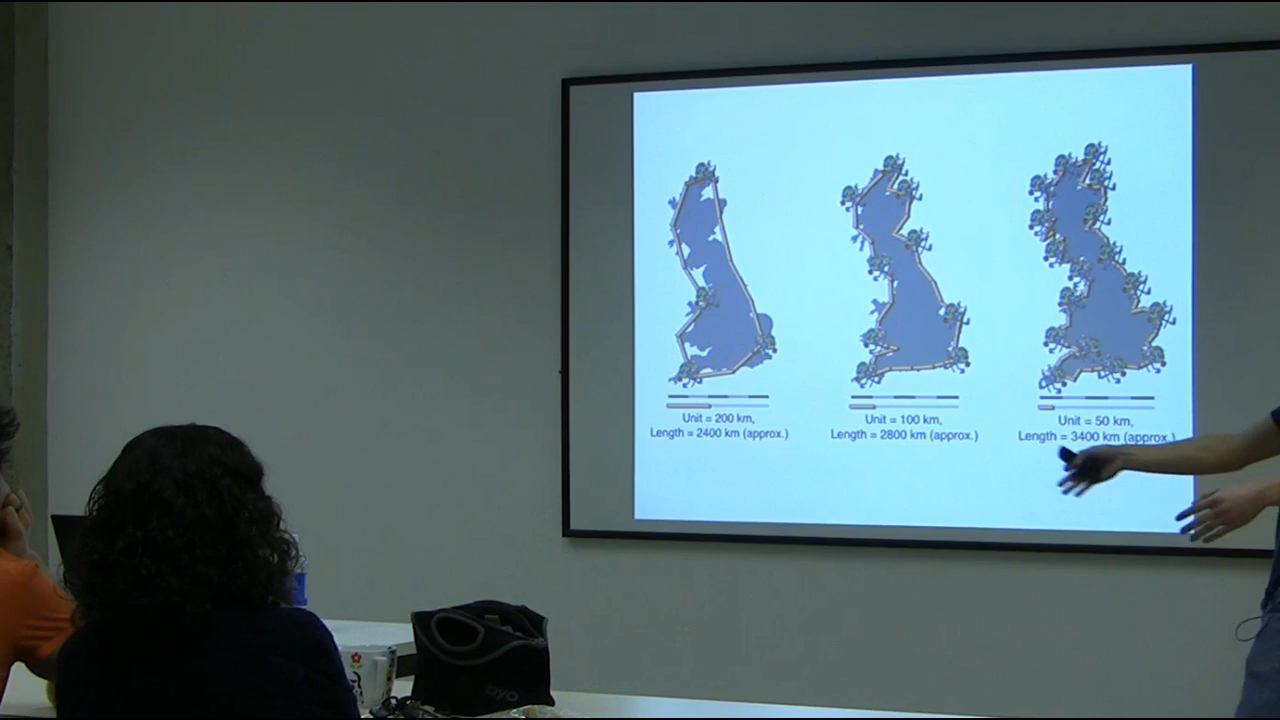 Unit = 200 km,
Length = 2400 km (approx.)
Unit = 100 km,
Length = 2800 km (approx.)
Unit = 50 km,
Length = 3400 km (approx.)
BYO